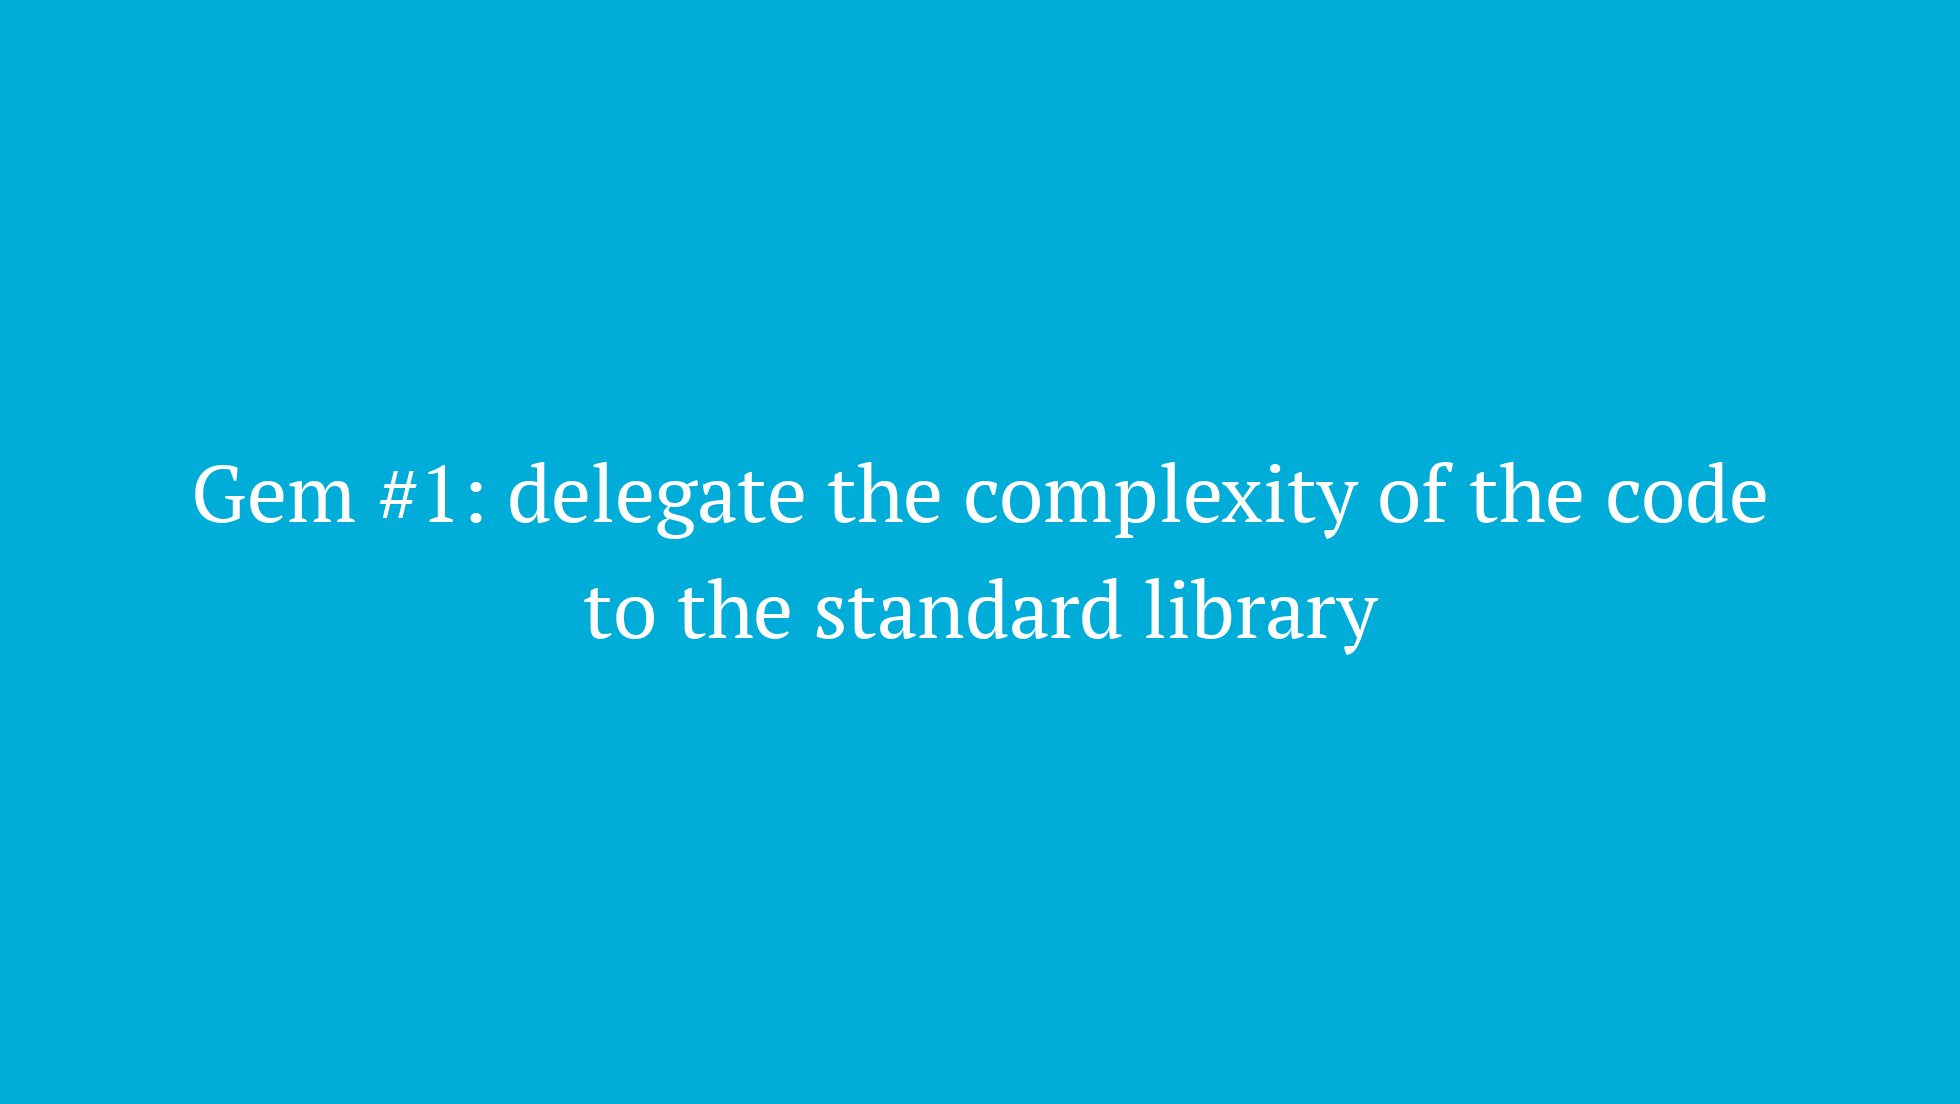 Gem #1: delegate the complexity of the code
to the standard library